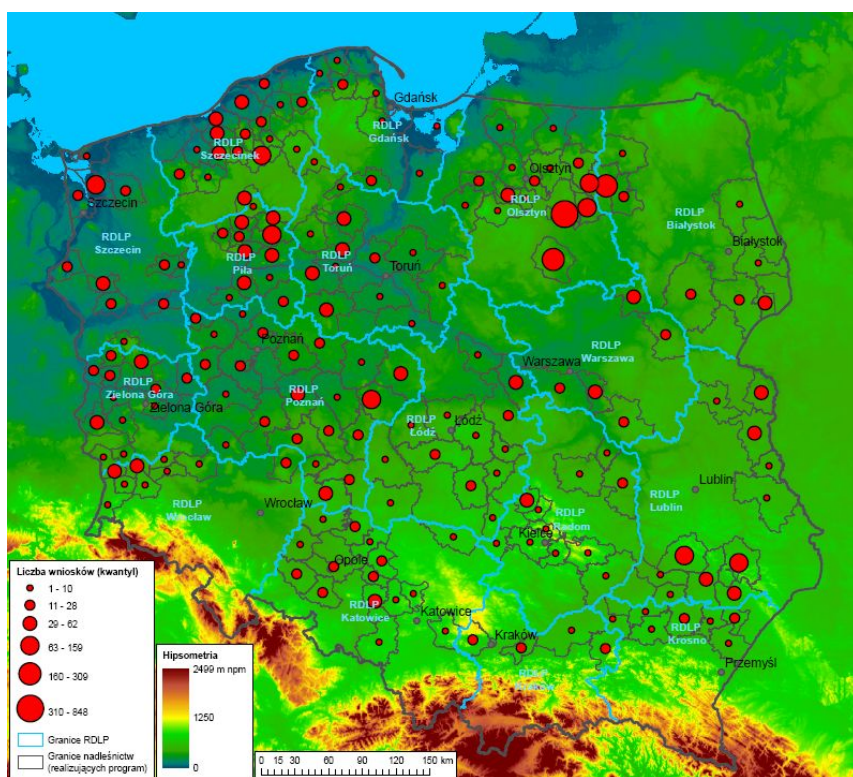 Gdańsk
RDLP
Gdańsk
RDLP
Szczecinek
Olsztyn
RDLP
Olsztyn
Szczecin
RDLP
Białystok
RDLP
Szczecin
Białystok
RDLP
Piła
RDLP
Toruń
Toruń
Poznań
RDLP
Warszawa
Warszawa
RDLP
Zielona Góra
Zielona Góra
RDLP
Poznań
RDLP
Łódź
Łódź
Lublin
RDLP
Lublin
Wrocław
RDLP
Wrocław
RDLP
Radom
Kielce
Opole
RDLP
Katowice
Katowice
Kraków
RDLP
Krosno
Przemyśl
Liczba wniosków (kwantyl)
1 - 10
11 - 28
29 - 62
63 - 159
160 - 309
310 - 848
Granice RDLP
Granice nadleśnictw
(realizujących program)
Hipsometria
2499 m npm
1250
0
0 15 30 60 90 120 150
km